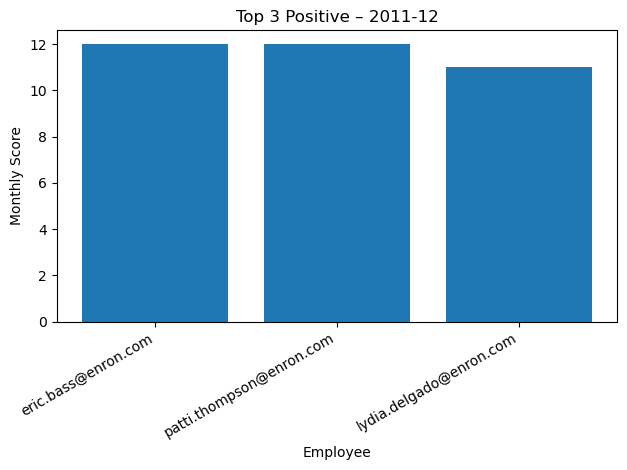 Top 3 Positive – 2011-12
Monthly Score
12
10
8
6
4
2
0
eric.bass@enron.com
patti.thompson@enron.com
lydia.delgado@enron.com
Employee